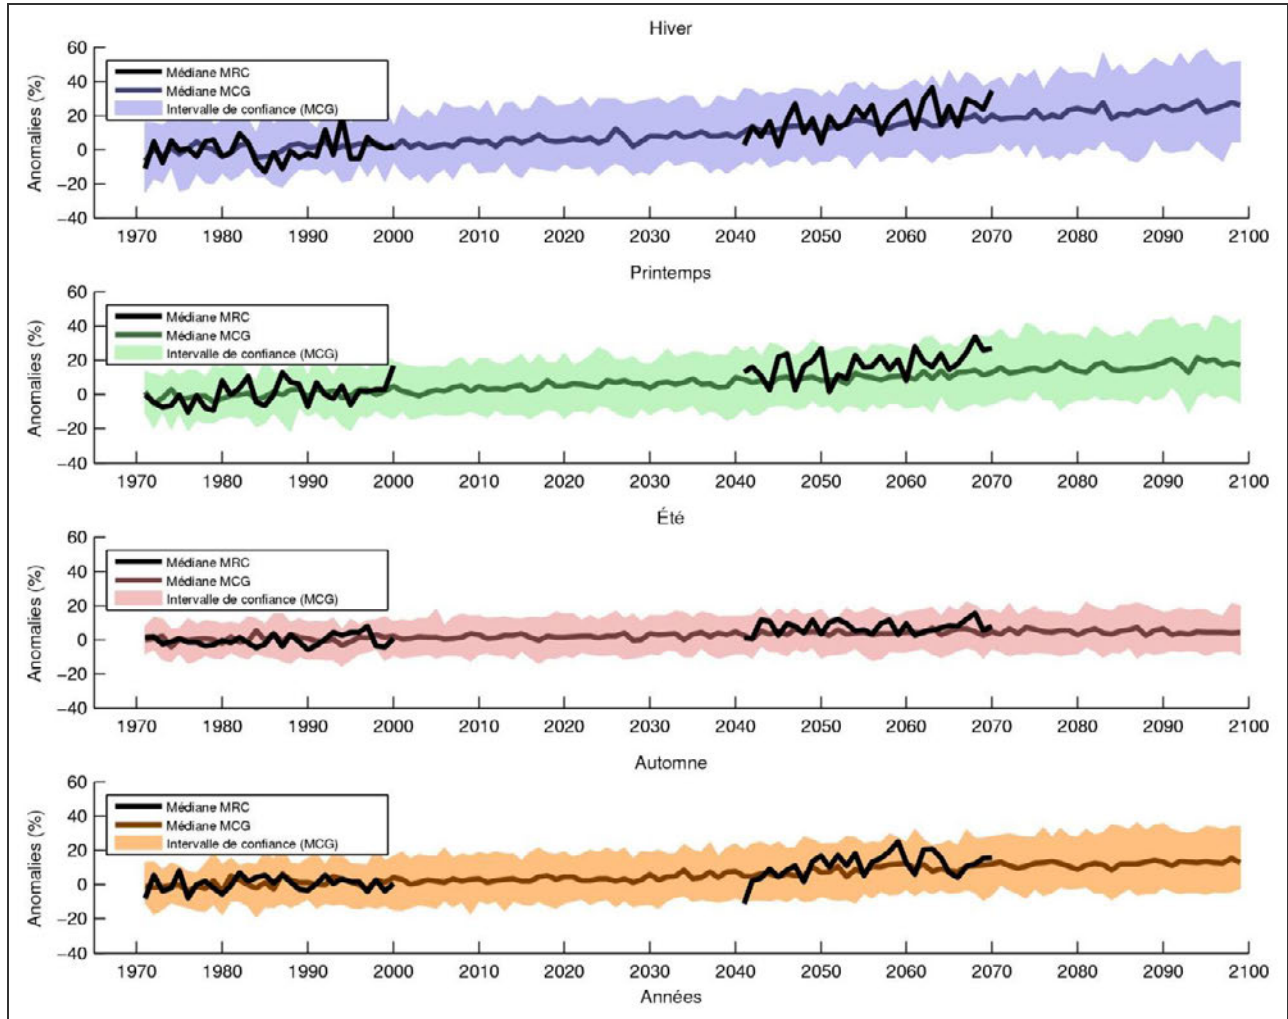 Hiver
Anomalies (%)
60
40
20
0
−20
−40
Médiane MRC
Médiane MCG
Intervalle de confiance (MCG)
1970 1980 1990 2000 2010 2020 2030 2040 2050 2060 2070 2080 2090 2100
Printemps
Anomalies (%)
60
40
20
0
−20
−40
Médiane MRC
Médiane MCG
Intervalle de confiance (MCG)
1970 1980 1990 2000 2010 2020 2030 2040 2050 2060 2070 2080 2090 2100
Été
Anomalies (%)
60
40
20
0
−20
−40
Médiane MRC
Médiane MCG
Intervalle de confiance (MCG)
1970 1980 1990 2000 2010 2020 2030 2040 2050 2060 2070 2080 2090 2100
Automne
Anomalies (%)
60
40
20
0
−20
−40
Médiane MRC
Médiane MCG
Intervalle de confiance (MCG)
1970 1980 1990 2000 2010 2020 2030 2040 2050 2060 2070 2080 2090 2100
Années